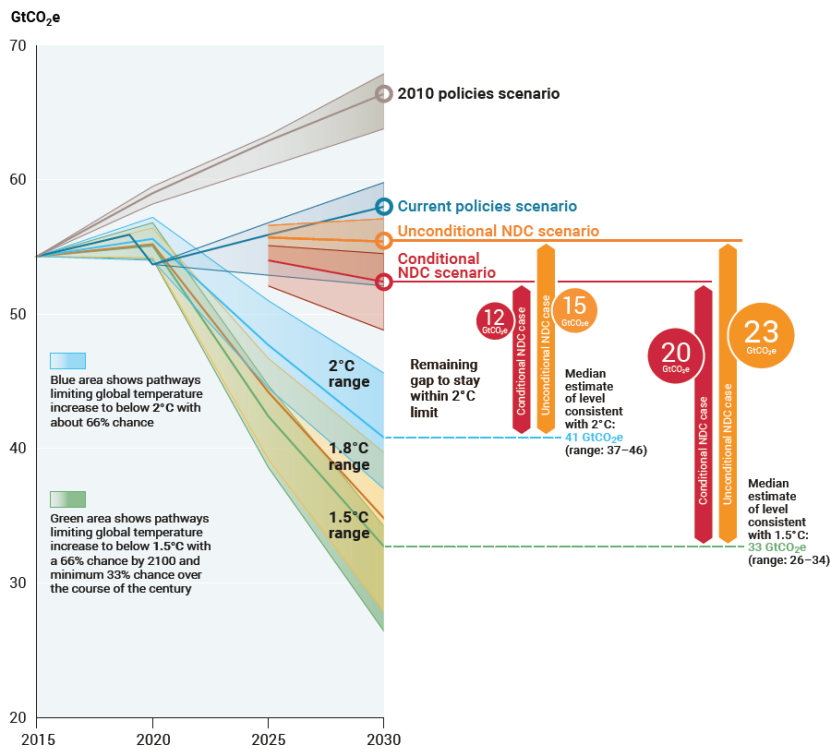 GtCO₂e
70
60
50
40
30
20
2015
2020
2025
2030
2010 policies scenario
Current policies scenario
Unconditional NDC scenario
Conditional
NDC scenario
2°C
range
1.8°C
range
1.5°C
range
Blue area shows pathways
limiting global temperature
increase to below 2°C with
about 66% chance
Green area shows pathways
limiting global temperature
increase to below 1.5°C with
a 66% chance by 2100 and
minimum 33% chance over
the course of the century
Remaining
gap to stay
within 2°C
limit
12
GtCO₂e
Conditional NDC case
Unconditional NDC case
15
GtCO₂e
Median
estimate
of level
consistent
with 2°C:
41 GtCO₂e
(range: 37–46)
20
GtCO₂e
Conditional NDC case
Unconditional NDC case
23
GtCO₂e
Median
estimate
of level
consistent
with 1.5°C:
33 GtCO₂e
(range: 26–34)